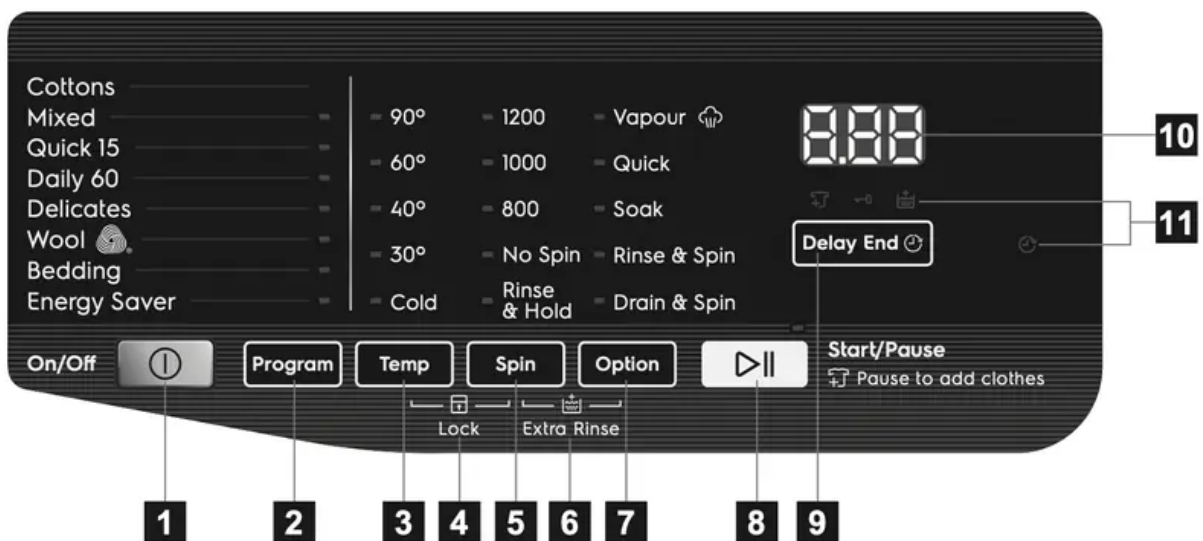 Cottons
Mixed
Quick 15
Daily 60
Delicates
Wool
Bedding
Energy Saver
90°
60°
40°
30°
Cold
1200
1000
800
No Spin
Rinse
& Hold
Vapour
Quick
Soak
Rinse & Spin
Drain & Spin
8.88
10
11
Delay End
On/Off
Program
Temp
Spin
Option
Start/Pause
Pause to add clothes
Lock
Extra Rinse
1
2
3
4
5
6
7
8
9